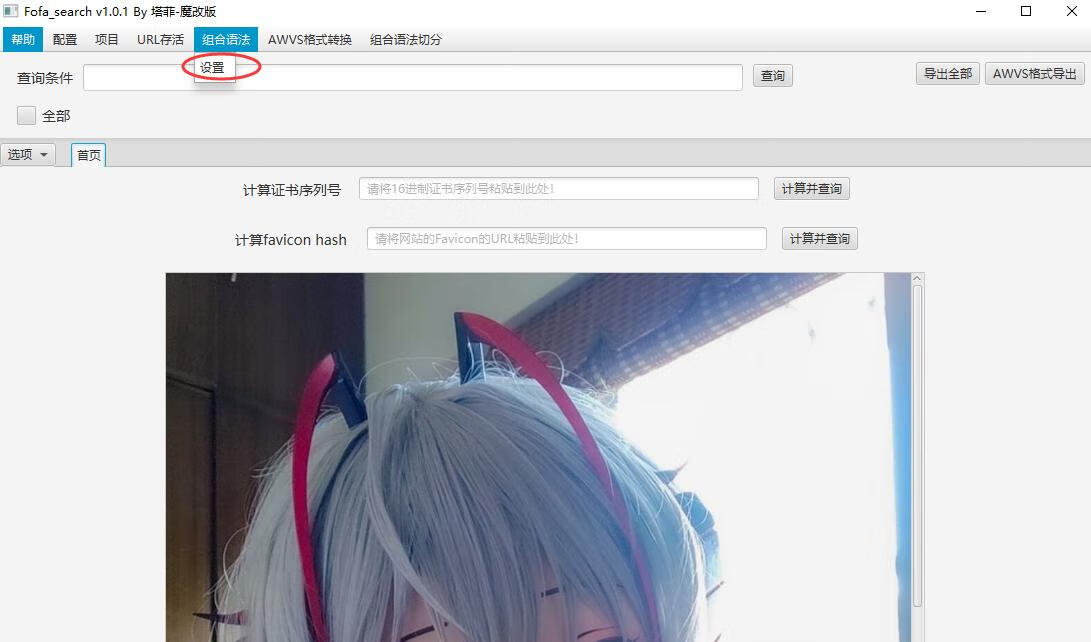 Fofa_search v1.0.1 By 塔菲-魔改版
帮助 配置 项目 URL存活 组合语法 AWVS格式转换 组合语法切分
设置
查询条件 查询 导出全部 AWVS格式导出
全部
选项 首页
计算证书序列号 请将16进制证书序列号粘贴到此处! 计算并查询
计算favicon hash 请将网站的Favicon的URL粘贴到此处! 计算并查询